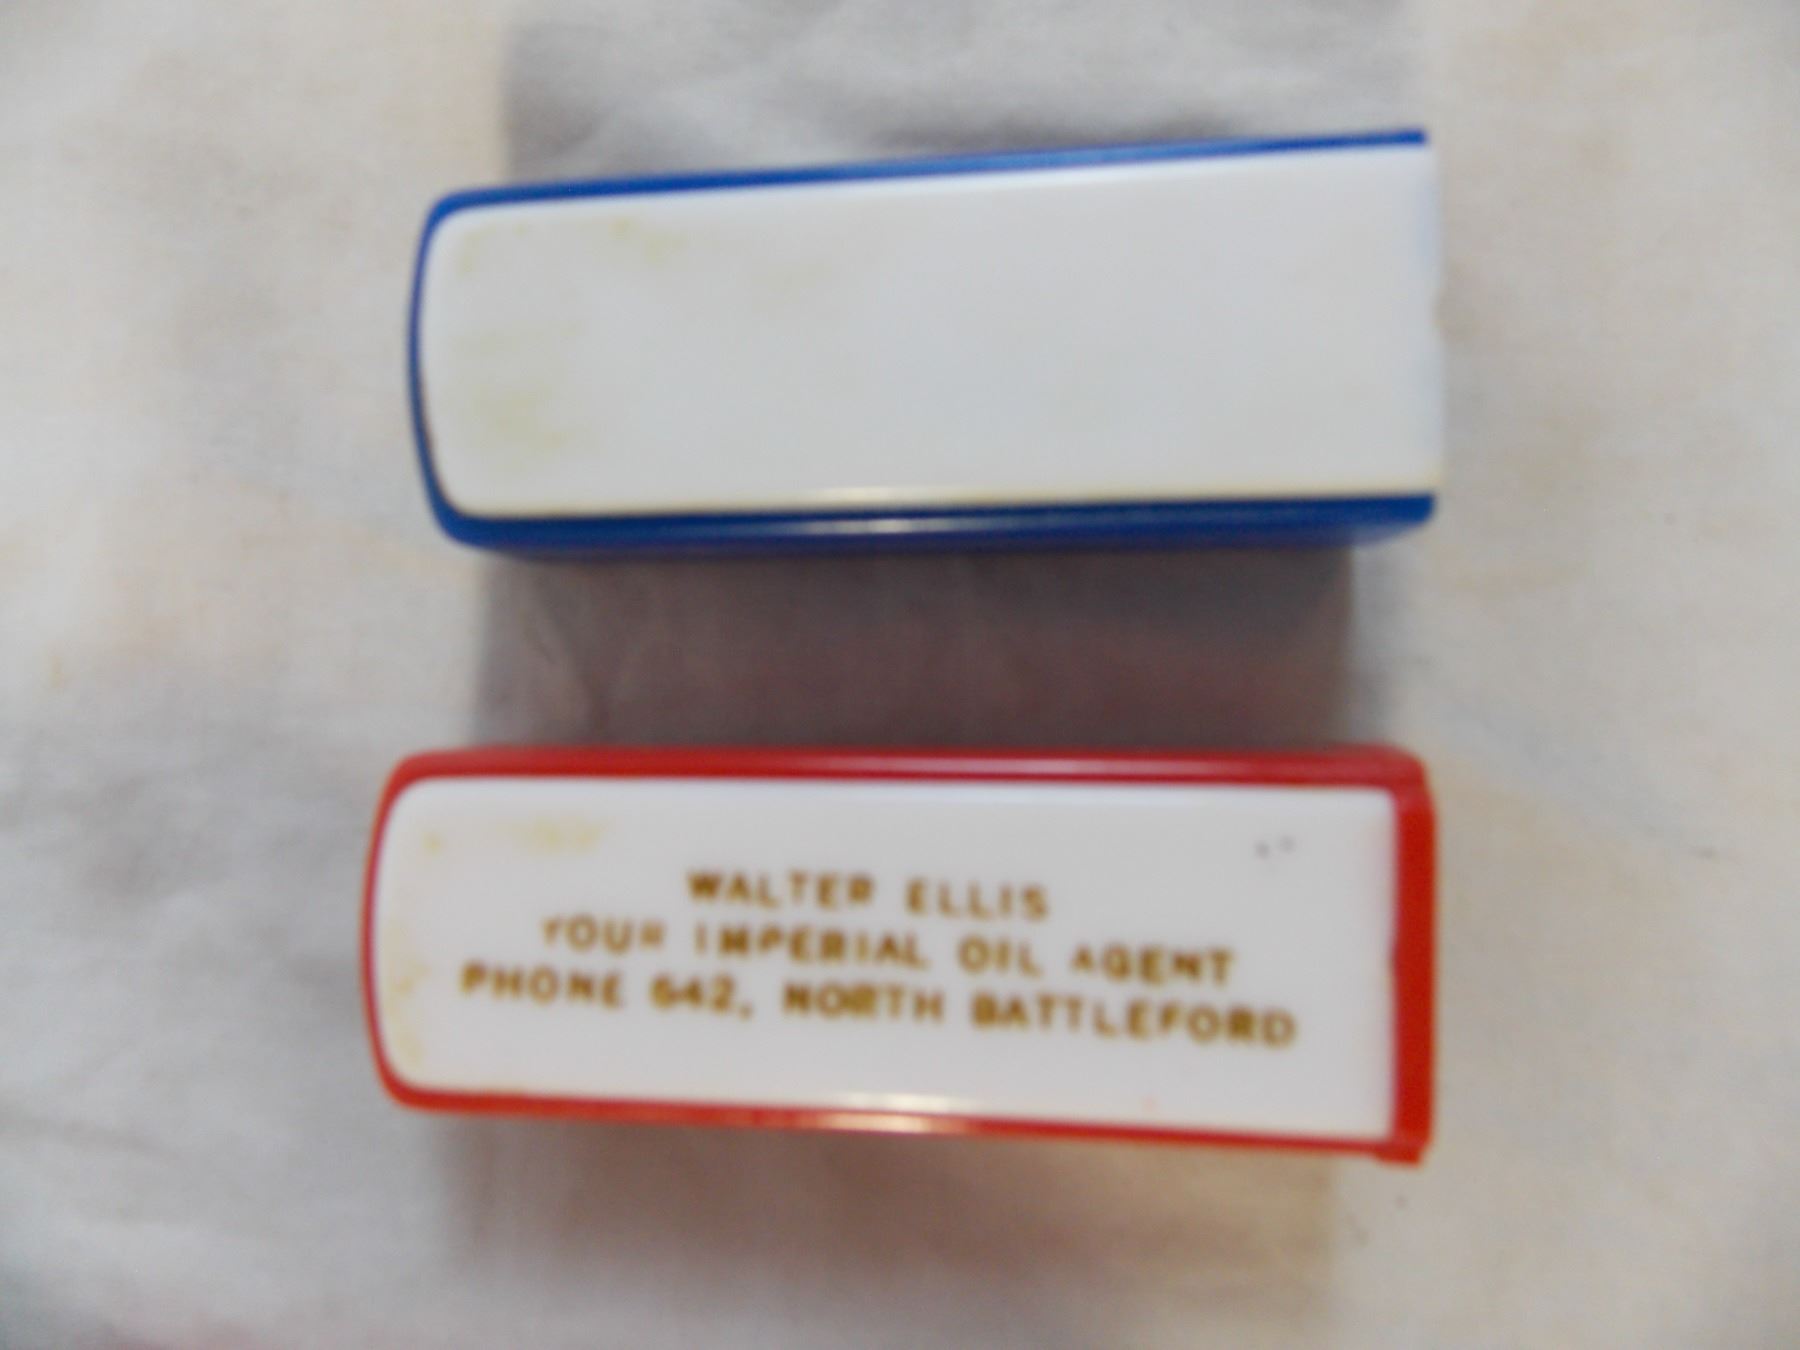 WALTER ELLIS
YOUR IMPERIAL OIL AGENT
PHONE 642, NORTH BATTLEFORD